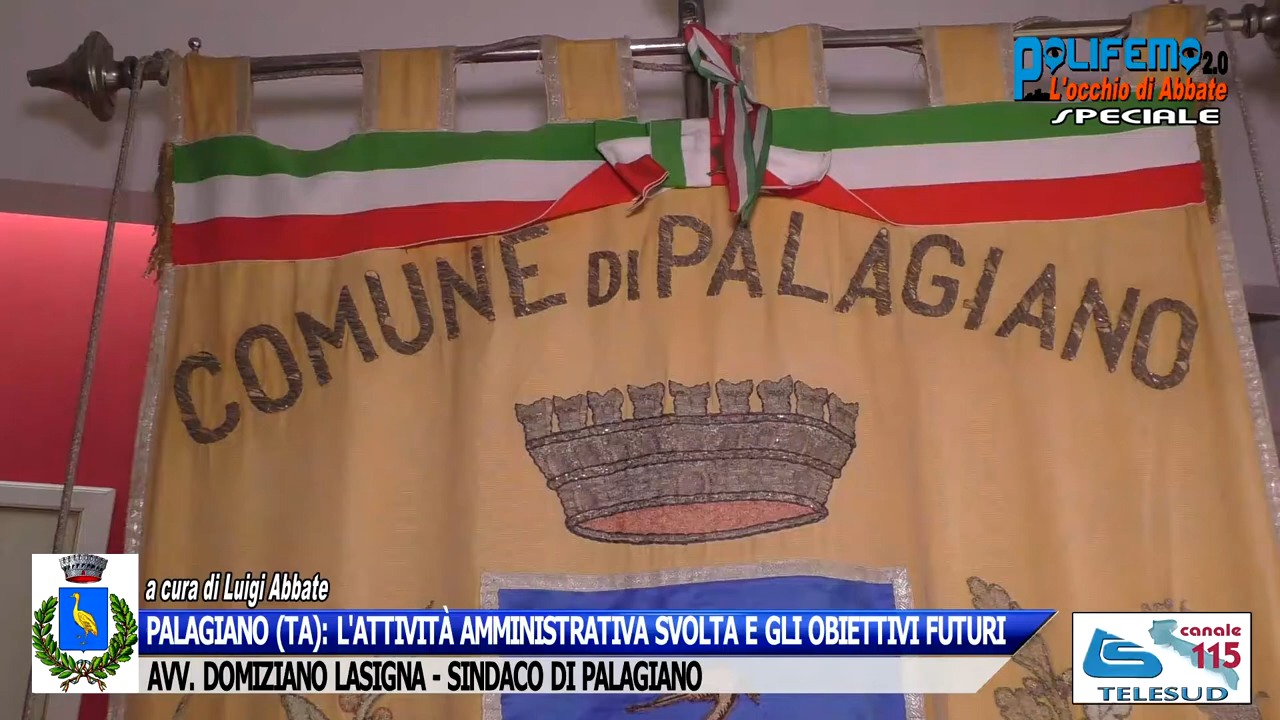 POLIFEMO 2.0
L'occhio di Abbate
SPECIALE
COMUNE DI PALAGIANO
a cura di Luigi Abbate
PALAGIANO (TA): L'ATTIVITÀ AMMINISTRATIVA SVOLTA E GLI OBIETTIVI FUTURI
AVV. DOMIZIANO LASIGNA - SINDACO DI PALAGIANO
canale
115
TELESUD